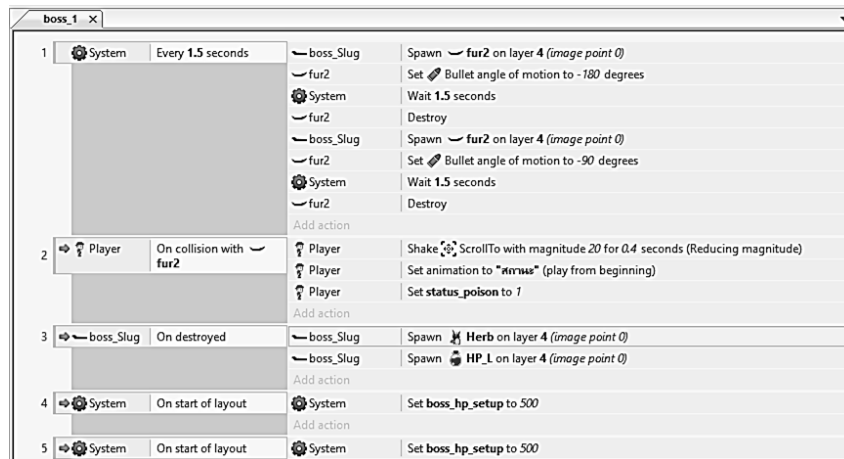 boss_1 ×
1 System Every 1.5 seconds boss_Slug Spawn fur2 on layer 4 (image point 0)
fur2 Set Bullet angle of motion to -180 degrees
System Wait 1.5 seconds
fur2 Destroy
boss_Slug Spawn fur2 on layer 4 (image point 0)
fur2 Set Bullet angle of motion to -90 degrees
System Wait 1.5 seconds
fur2 Destroy
Add action
2 Player On collision with fur2 Player Shake ScrollTo with magnitude 20 for 0.4 seconds (Reducing magnitude)
Player Set animation to "สถานะ" (play from beginning)
Player Set status_poison to 1
Add action
3 boss_Slug On destroyed boss_Slug Spawn Herb on layer 4 (image point 0)
boss_Slug Spawn HP_L on layer 4 (image point 0)
Add action
4 System On start of layout System Set boss_hp_setup to 500
Add action
5 System On start of layout System Set boss_hp_setup to 500